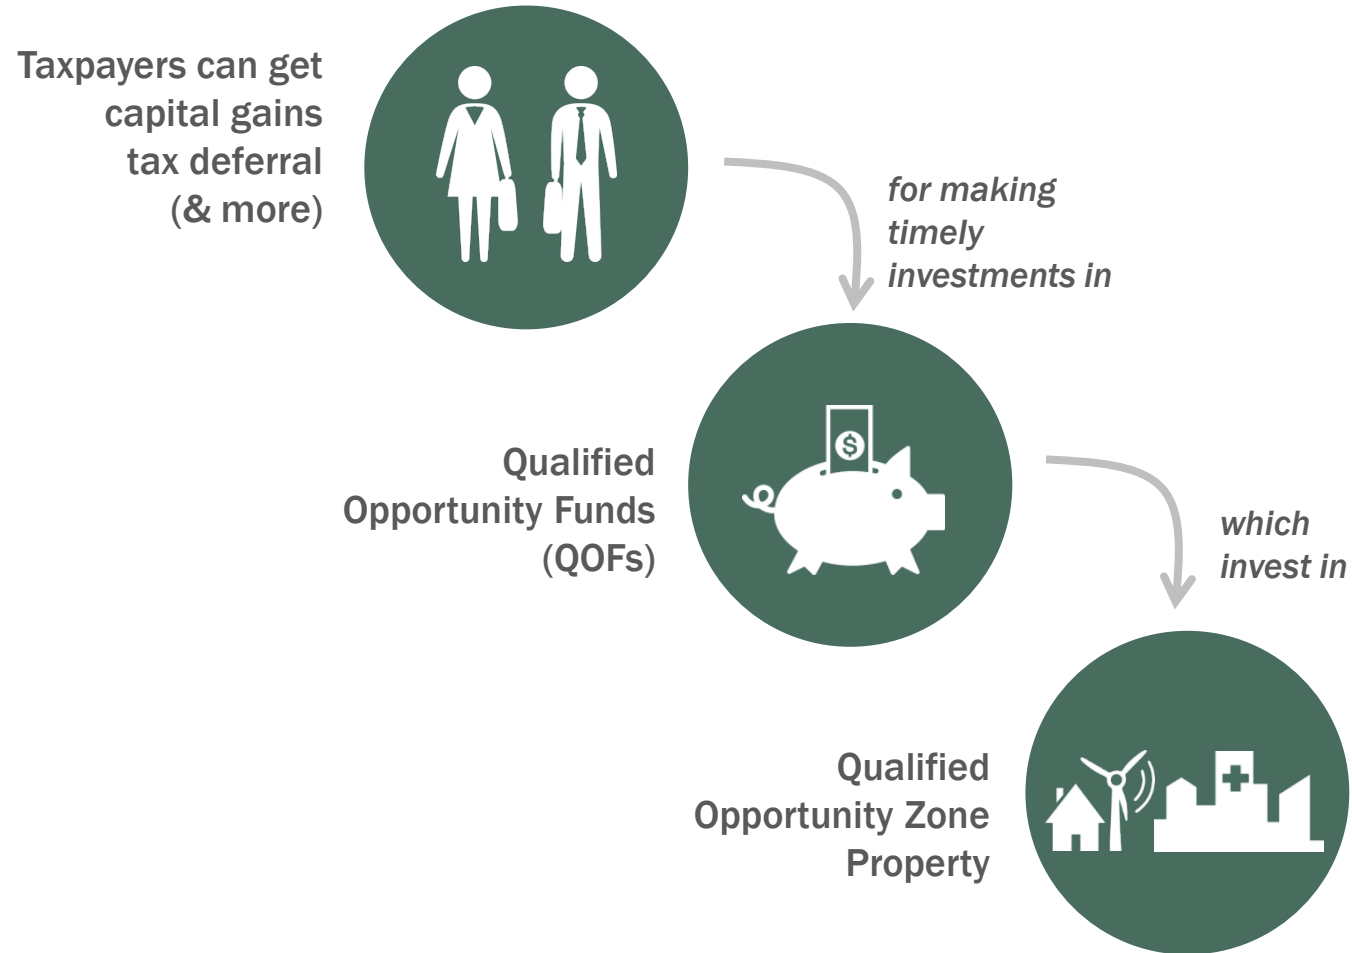 Taxpayers can get
capital gains
tax deferral
(& more)
for making
timely
investments in
$
Qualified
Opportunity Funds
(QOFs)
which
invest in
Qualified
Opportunity Zone
Property